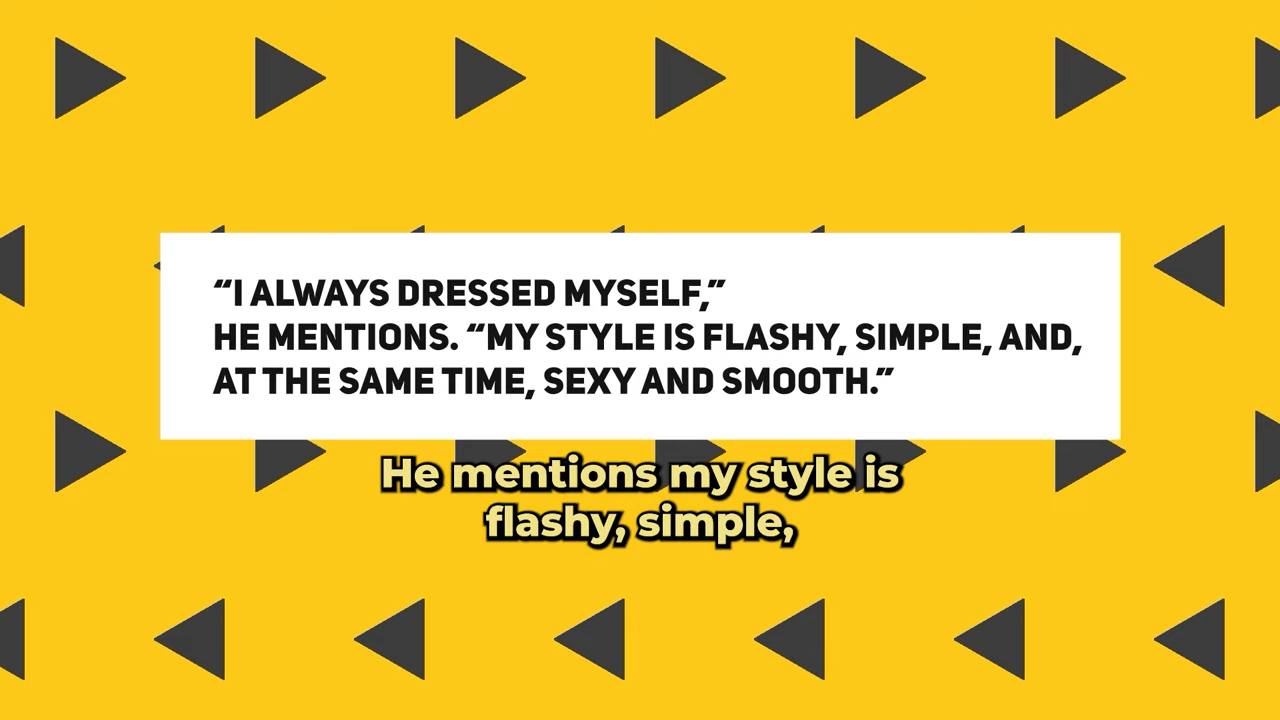 “I ALWAYS DRESSED MYSELF,”
HE MENTIONS. “MY STYLE IS FLASHY, SIMPLE, AND,
AT THE SAME TIME, SEXY AND SMOOTH.”
He mentions my style is
flashy, simple,